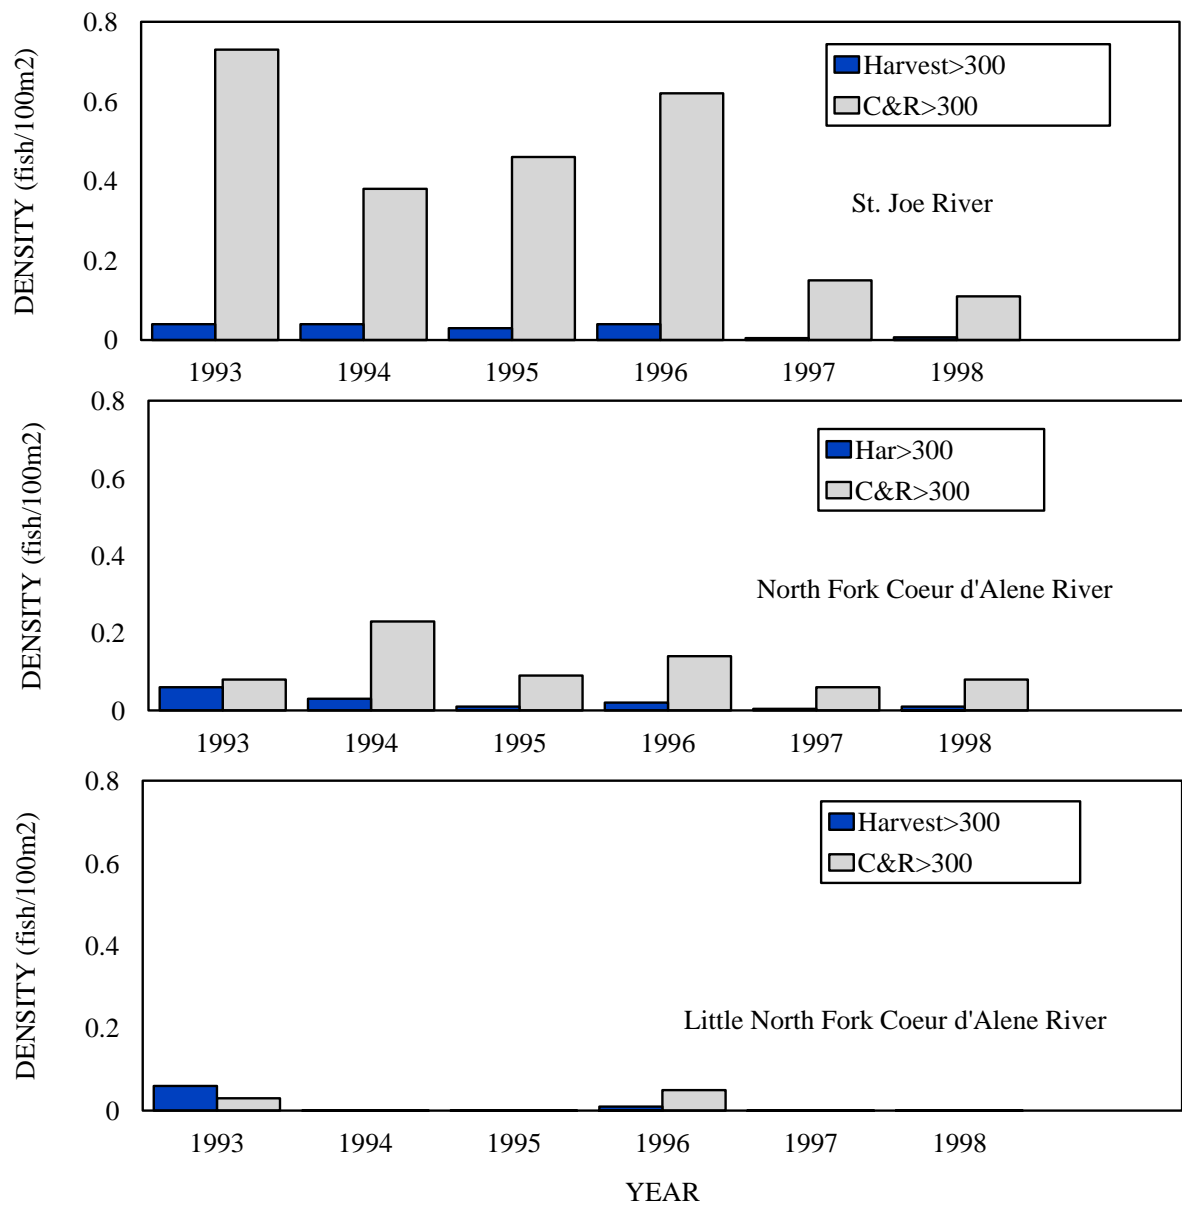 DENSITY (fish/100m2)
0.8
0.6
0.4
0.2
0
Harvest>300
C&R>300
St. Joe River
1993 1994 1995 1996 1997 1998
DENSITY (fish/100m2)
0.8
0.6
0.4
0.2
0
Har>300
C&R>300
North Fork Coeur d'Alene River
1993 1994 1995 1996 1997 1998
DENSITY (fish/100m2)
0.8
0.6
0.4
0.2
0
Harvest>300
C&R>300
Little North Fork Coeur d'Alene River
1993 1994 1995 1996 1997 1998
YEAR